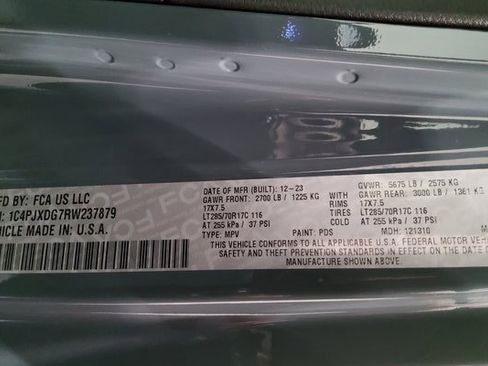 MFD BY: FCA US LLC
N: 1C4PJXDG7RW237879
EHICLE MADE IN: U.S.A.
DATE OF MFR (BUILT): 12-23
GAWR FRONT: 2700 LB / 1225 KG
17X7.5
LT285/70R17C 116
AT 255 kPa / 37 PSI
TYPE: MPV PAINT: PDS
GVWR: 5675 LB / 2575 KG
GAWR REAR: 3000 LB / 1361 KG
WITH
RIMS 17X7.5
TIRES LT285/70R17C 116
COLD AT 255 kPa / 37 PSI
MDH: 121310
THIS VEHICLE CONFORMS TO ALL APPLICABLE U.S.A. FEDERAL MOTOR VEHIC
SAFETY AND THEFT PREVENTION STANDARDS IN EFFECT ON THE DATE OF
MANUFACTURE SHOWN ABOVE.